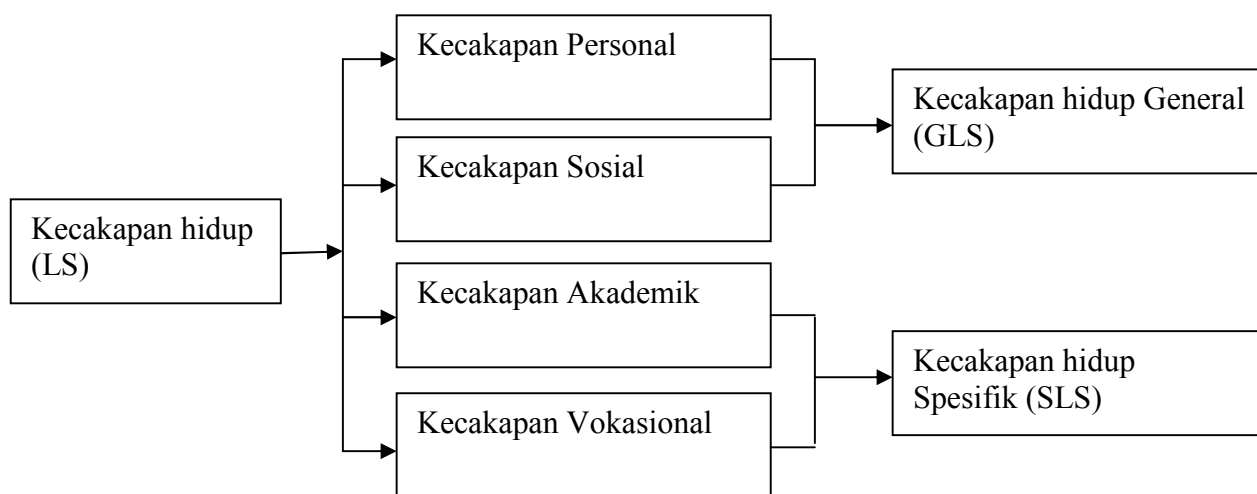 Kecakapan Personal
Kecakapan hidup General
(GLS)
Kecakapan Sosial
Kecakapan hidup
(LS)
Kecakapan Akademik
Kecakapan hidup
Spesifik (SLS)
Kecakapan Vokasional